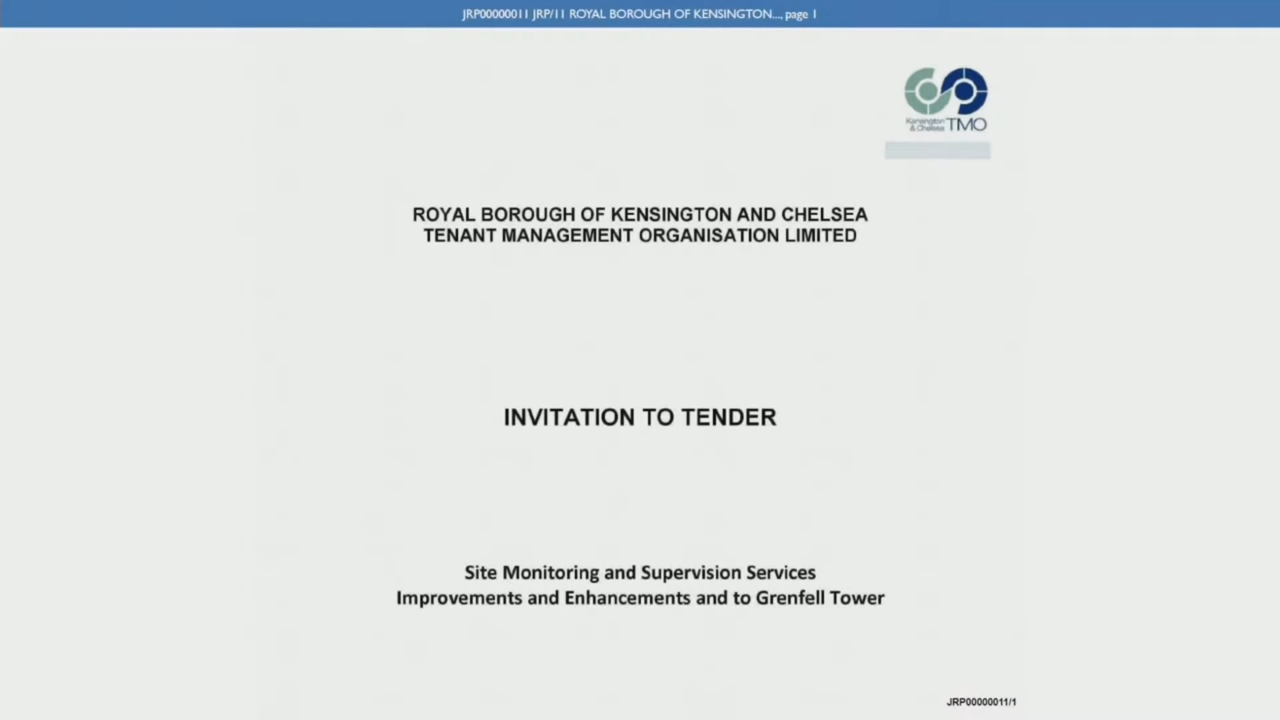 JRP00000011 JRP/11 ROYAL BOROUGH OF KENSINGTON..., page 1
Kensington
& Chelsea TMO
ROYAL BOROUGH OF KENSINGTON AND CHELSEA
TENANT MANAGEMENT ORGANISATION LIMITED
INVITATION TO TENDER
Site Monitoring and Supervision Services
Improvements and Enhancements and to Grenfell Tower
JRP00000011/1